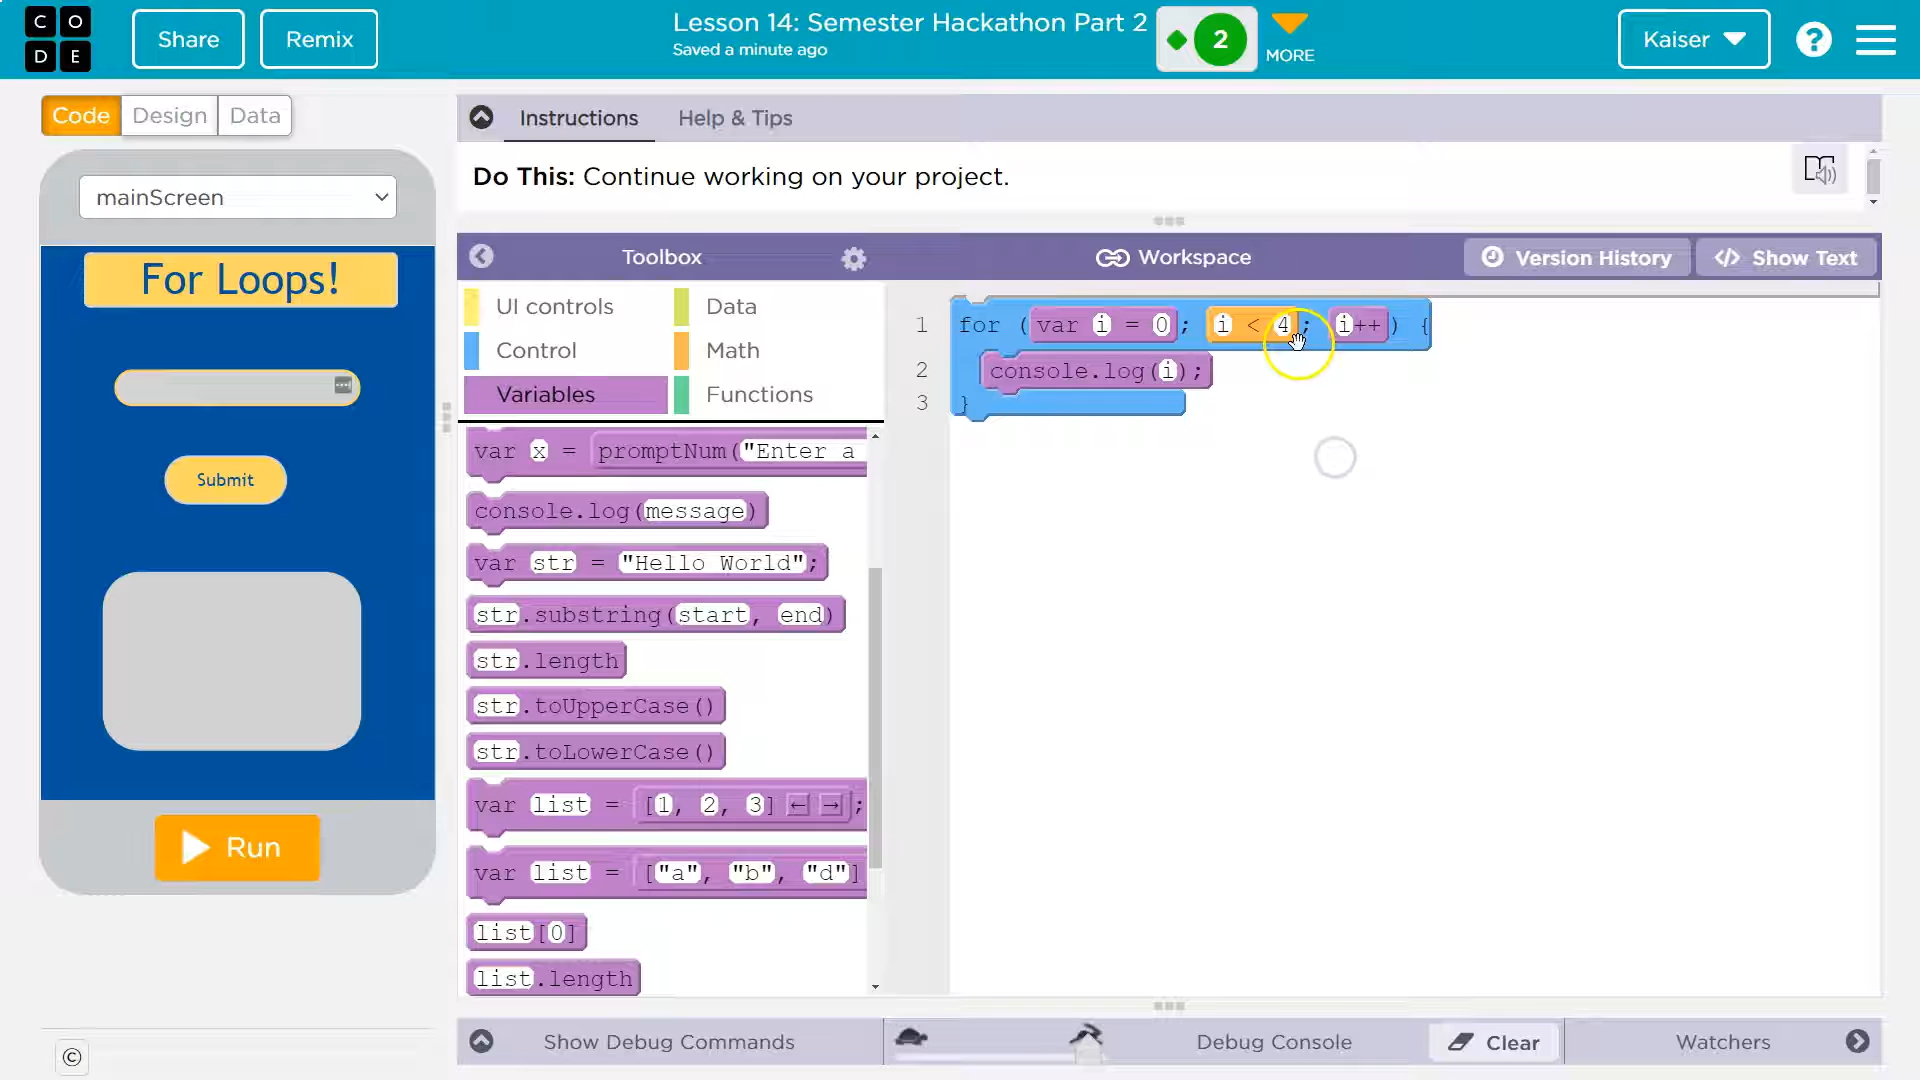 CODE
Share
Remix
Lesson 14: Semester Hackathon Part 2
Saved a minute ago
2
MORE
Kaiser
?
Code
Design
Data
Instructions
Help & Tips
mainScreen
Do This: Continue working on your project.
For Loops!
Submit
Run
©
Toolbox
Workspace
Version History
</> Show Text
UI controls
Data
Control
Math
Variables
Functions
var x = promptNum("Enter a
console.log(message)
var str = "Hello World";
str.substring(start, end)
str.length
str.toUpperCase()
str.toLowerCase()
var list = [1, 2, 3] ← → ;
var list = ["a", "b", "d"]
list[0]
list.length
1 for (var i = 0; i < 4; i++) {
2 console.log(i);
3 }
Show Debug Commands
Debug Console
Clear
Watchers